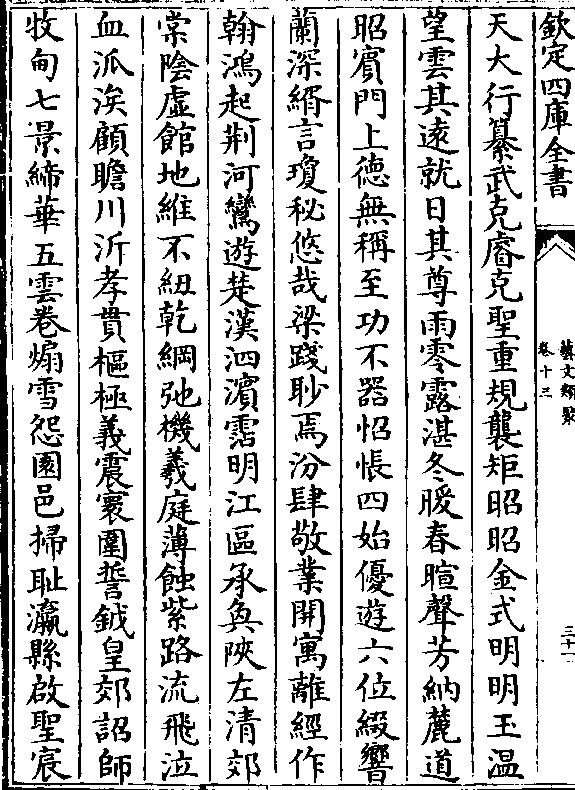 欽定四庫全書
藝文類聚
卷十三
三十一
天大行纂武克睿克聖重規襲矩昭昭金式明明玉温
望雲其遠就日其尊雨零露湛冬暖春暄聲芳納麓道
昭賓門上德無稱至功不器怊悵四始優遊六位綴響
蘭深緝言瓊秘悠哉梁踐眇焉汾肆敬業開寓離經作
翰鴻起荆河鸞遊楚漢泗濵霑明江區承奐陜左清郊
棠陰虚館地維不紐乾綱弛機羲庭薄蝕紫路流飛泣
血派涘顧瞻川沂孝貫樞極義震寰圍誓鉞皇郊詔師
牧甸七景締華五雲卷煽雪怨園邑掃恥瀛縣啟聖宸